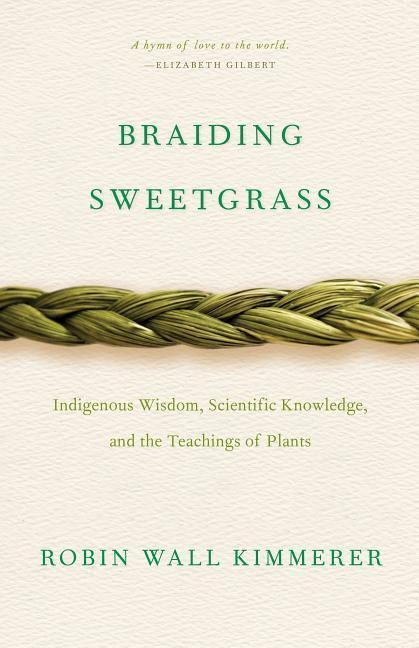 A hymn of love to the world.
—ELIZABETH GILBERT
BRAIDING
SWEETGRASS
Indigenous Wisdom, Scientific Knowledge,
and the Teachings of Plants
ROBIN WALL KIMMERER